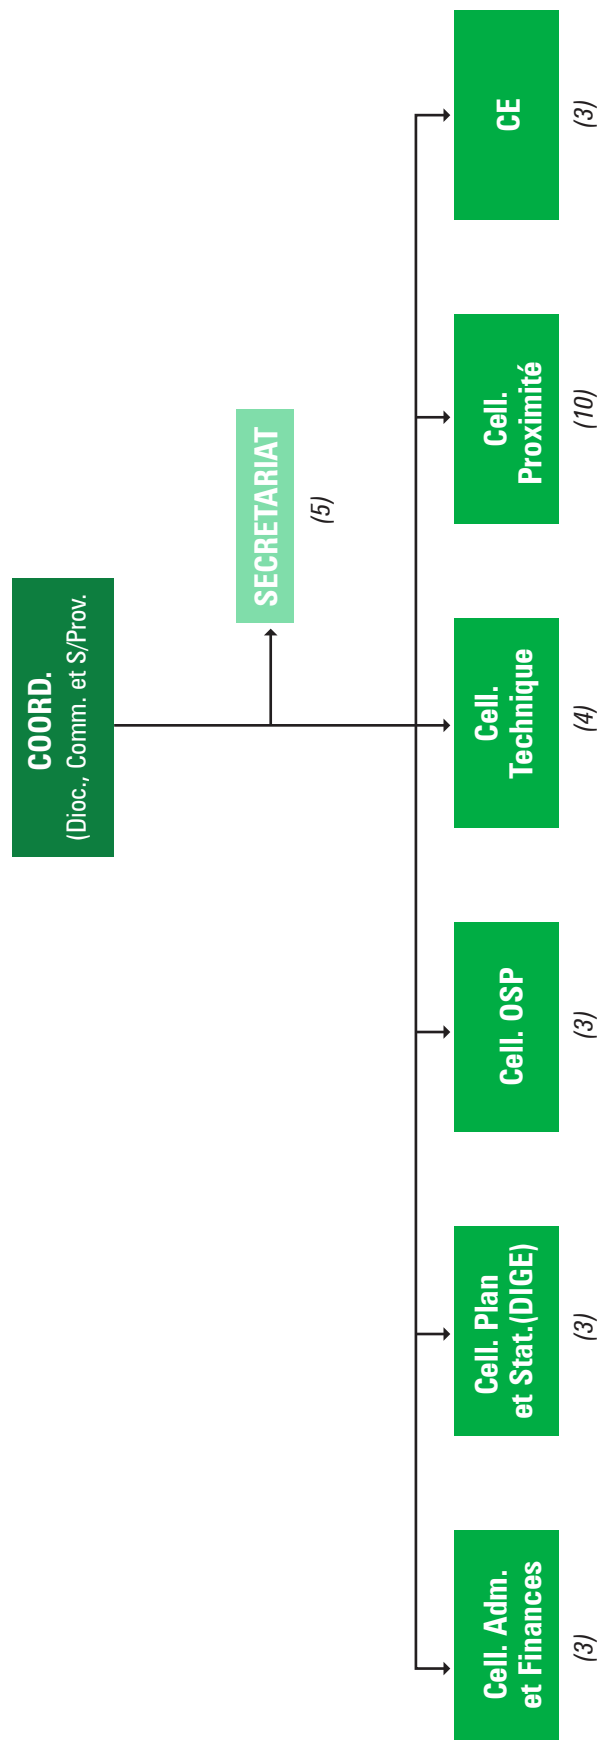 COORD.
(Dioc., Comm. et S/Prov.
SECRETARIAT
(5)
Cell. Adm.
et Finances
(3)
Cell. Plan
et Stat.(DIGE)
(3)
Cell. OSP
(3)
Cell.
Technique
(4)
Cell.
Proximité
(10)
CE
(3)